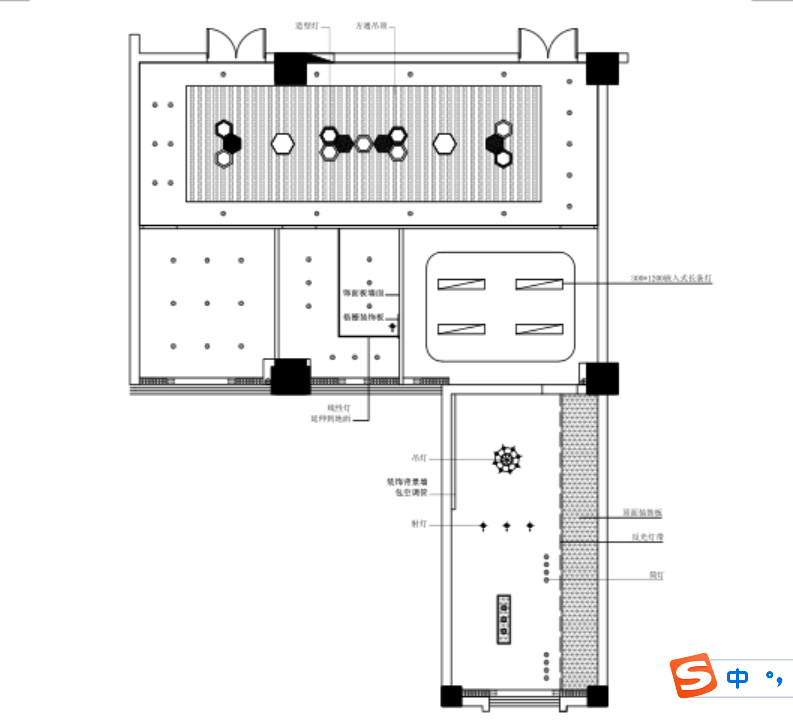 造型灯
方通吊顶
300*1200嵌入式长条灯
饰面板墙面
格栅装饰板
线性灯
延伸到地面
吊灯
装饰背景墙
包空调管
射灯
顶面装饰板
反光灯带
筒灯
中 °,